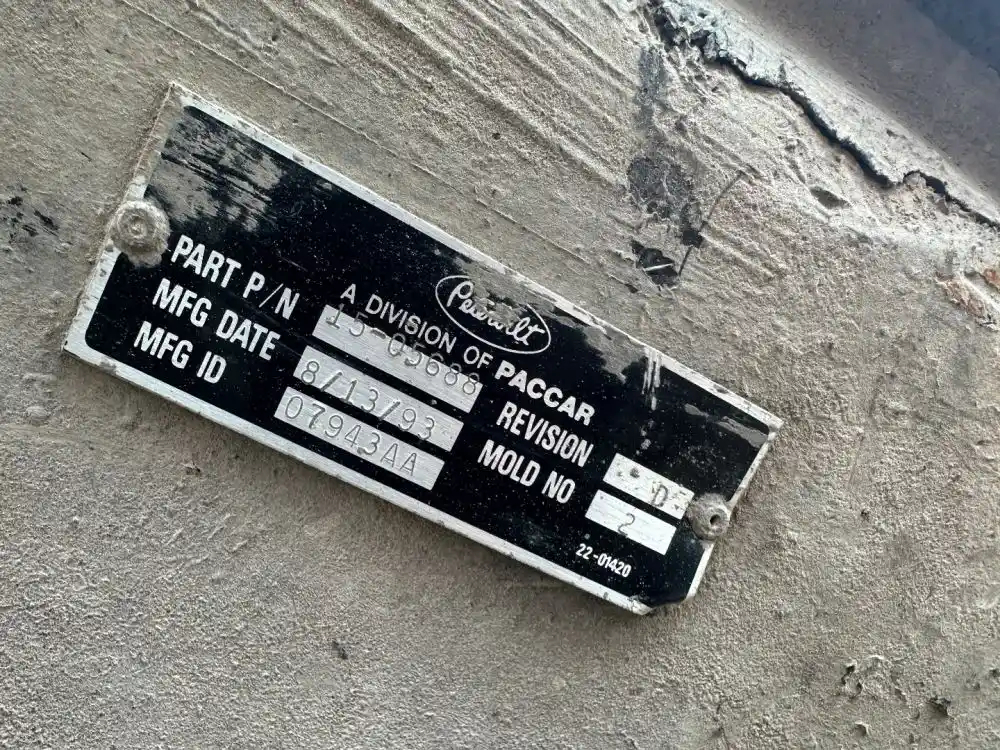 Peterbilt
A DIVISION OF PACCAR
PART P/N 15-05688 REVISION D
MFG DATE 8/13/93 MOLD NO 2
MFG ID 07943AA
22-01420